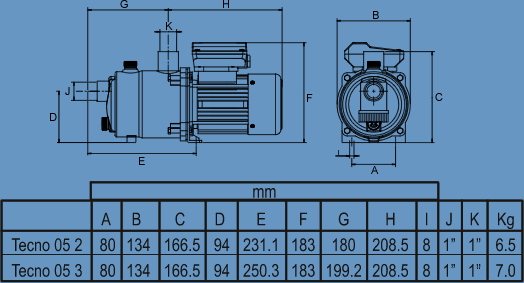 G
H
K
B
J
D
F
C
E
I
A
mm
A B C D E F G H I J K Kg
Tecno 05 2 80 134 166.5 94 231.1 183 180 208.5 8 1" 1" 6.5
Tecno 05 3 80 134 166.5 94 250.3 183 199.2 208.5 8 1" 1" 7.0